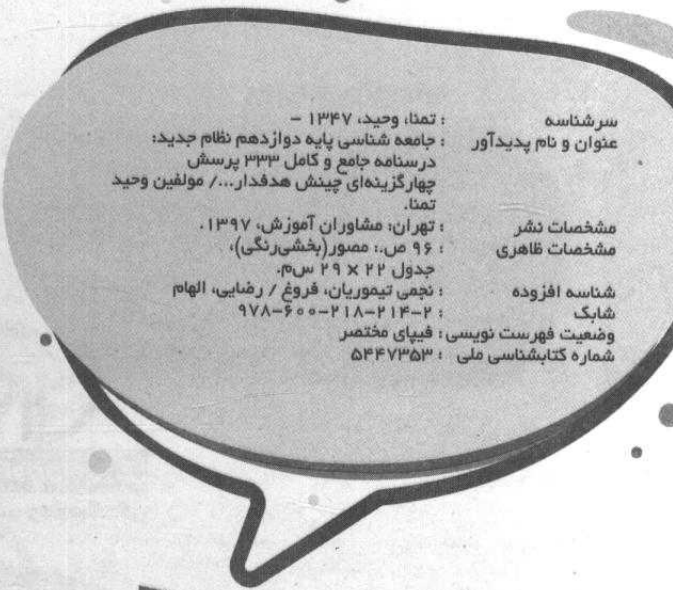 سرشناسه : تمنا، وحید، ۱۳۴۷ –
عنوان و نام پدیدآور : جامعه شناسی پایه دوازدهم نظام جدید:
درسنامه جامع و کامل ۳۳۳ پرسش
چهارگزینه‌ای چینش هدفدار.../ مولفین وحید
تمنا.
مشخصات نشر : تهران: مشاوران آموزش، ۱۳۹۷.
مشخصات ظاهری : ۹۶ ص.: مصور(بخشی‌رنگی)،
جدول ۲۲ × ۲۹ س‌م.
شناسه افزوده : نجمی تیموریان، فروغ / رضایی، الهام
شابک : ۹۷۸-۶۰۰-۲۱۸-۲۱۴-۲
وضعیت فهرست نویسی : فیپای مختصر
شماره کتابشناسی ملی : ۵۴۴۷۳۵۳